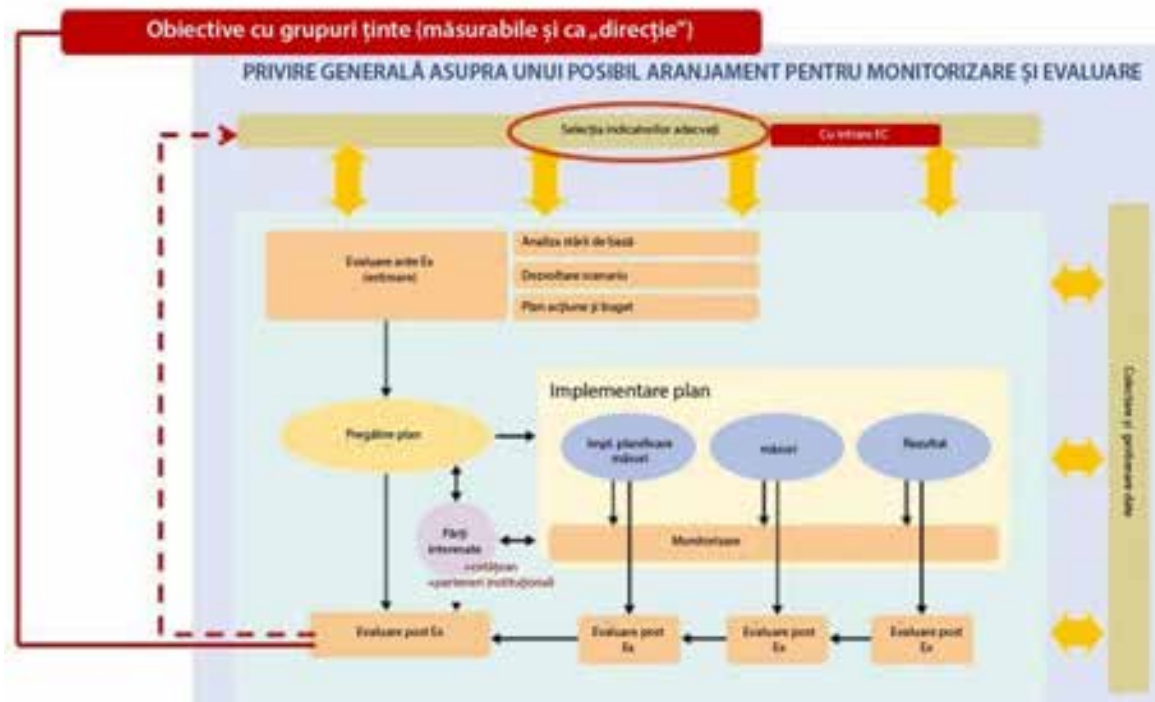 Obiective cu grupuri ținte (măsurabile și ca „direcție”)
PRIVIRE GENERALĂ ASUPRA UNUI POSIBIL ARANJAMENT PENTRU MONITORIZARE ȘI EVALUARE
Selecția indicatorilor adecvați
Cu intrare EC
Evaluare ante Ex
(estimare)
Analiza stării de bază
Dezvoltare scenariu
Plan acțiune și buget
Colectare și gestionare date
Implementare plan
Pregătire plan
Impl. planificare
măsuri
măsuri
Rezultat
Părți
interesate
Monitorizare
»cetățean
»parteneri instituțională
Evaluare post Ex
Evaluare post
Ex
Evaluare post
Ex
Evaluare post
Ex